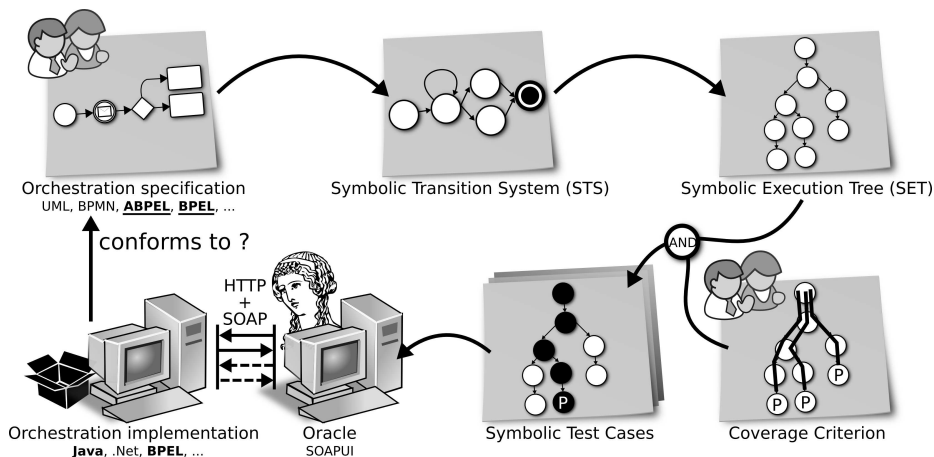 Orchestration specification
UML, BPMN, ABPEL, BPEL, ...
Symbolic Transition System (STS)
Symbolic Execution Tree (SET)
conforms to ?
AND
HTTP
+
SOAP
P
P
P
P
Orchestration implementation
Java, .Net, BPEL, ...
Oracle
SOAPUI
Symbolic Test Cases
Coverage Criterion